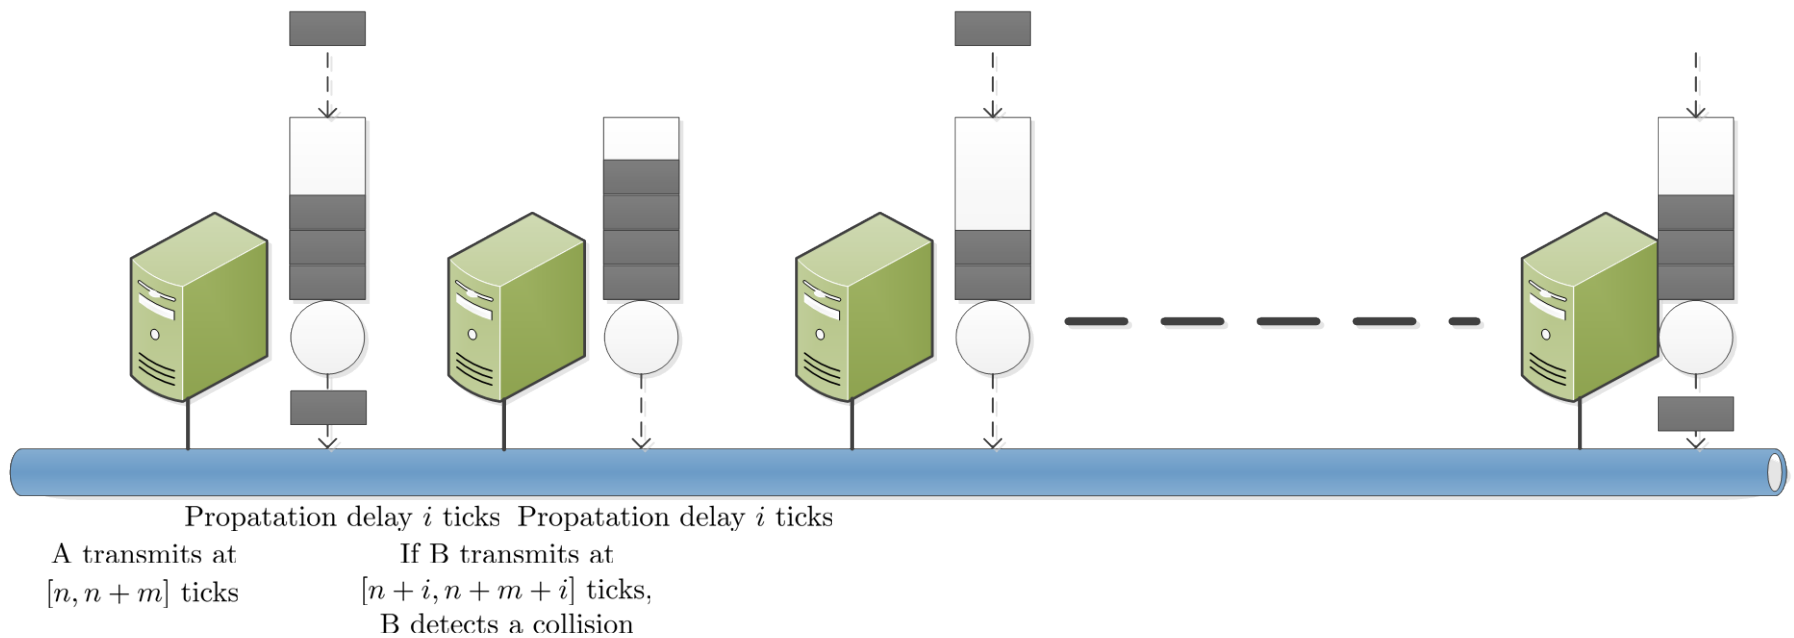 Propatation delay i ticks Propatation delay i ticks
A transmits at
[n, n + m] ticks
If B transmits at
[n + i, n + m + i] ticks,
B detects a collision